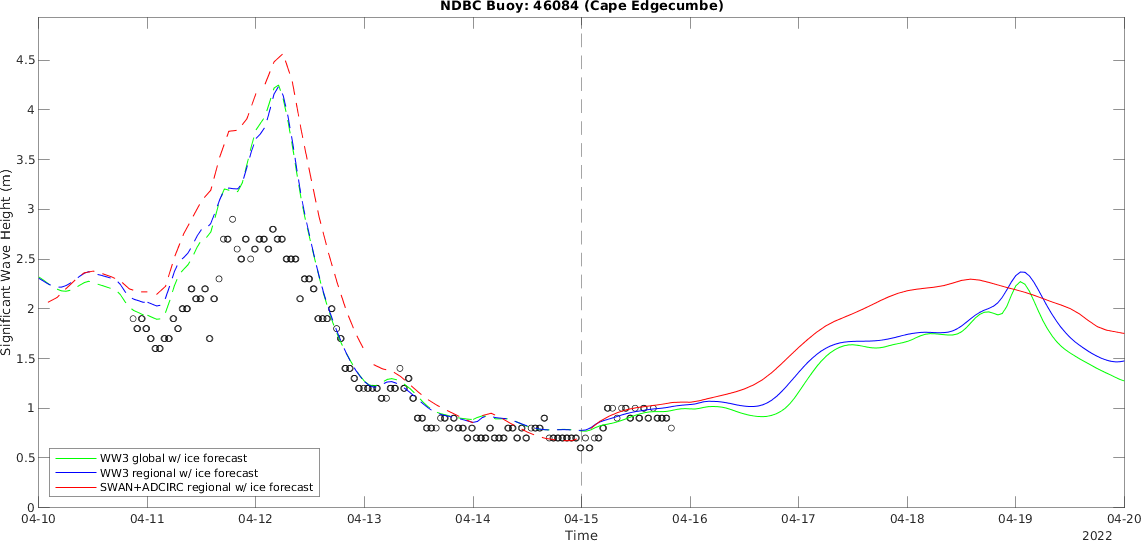 NDBC Buoy: 46084 (Cape Edgecumbe)
4.5
4
3.5
3
2.5
2
1.5
1
0.5
0
Significant Wave Height (m)
WW3 global w/ ice forecast
WW3 regional w/ ice forecast
SWAN+ADCIRC regional w/ ice forecast
04-10 04-11 04-12 04-13 04-14 04-15 04-16 04-17 04-18 04-19 04-20
Time
2022